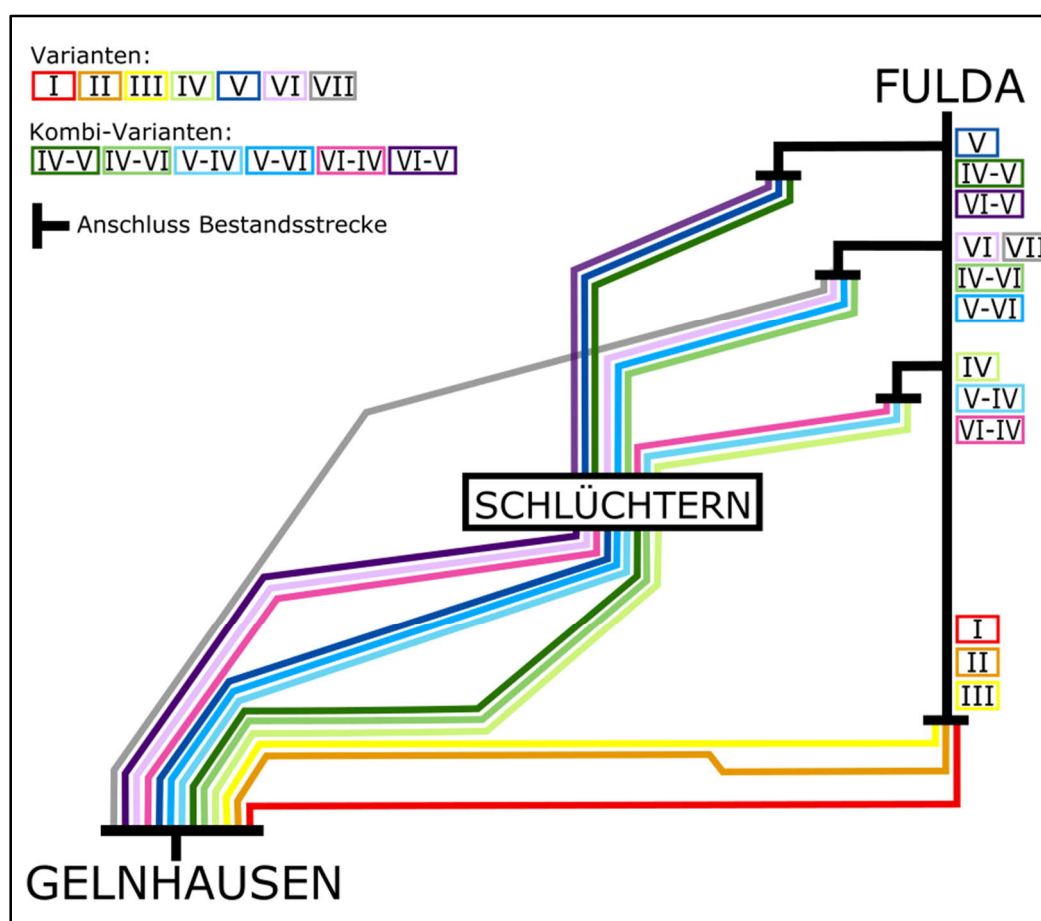 Varianten:
I II III IV V VI VII
Kombi-Varianten:
IV-V IV-VI V-IV V-VI VI-IV VI-V
Anschluss Bestandsstrecke
FULDA
V
IV-V
VI-V
VI VII
IV-VI
V-VI
IV
V-IV
VI-IV
SCHLÜCHTERN
I
II
III
GELNHAUSEN